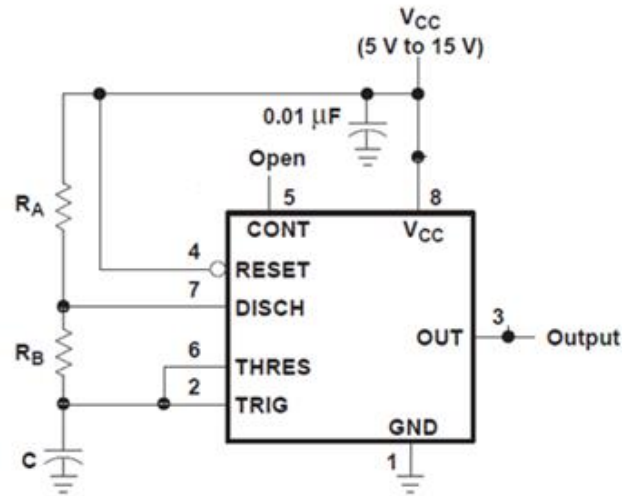 VCC
(5 V to 15 V)
0.01 μF
Open
5
8
CONT
VCC
RA
4
RESET
7
DISCH
3
OUT
Output
RB
6
THRES
2
TRIG
GND
1
C